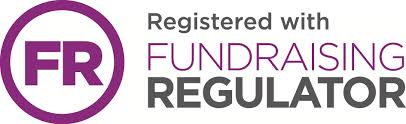 FR
Registered with
FUNDRAISING
REGULATOR